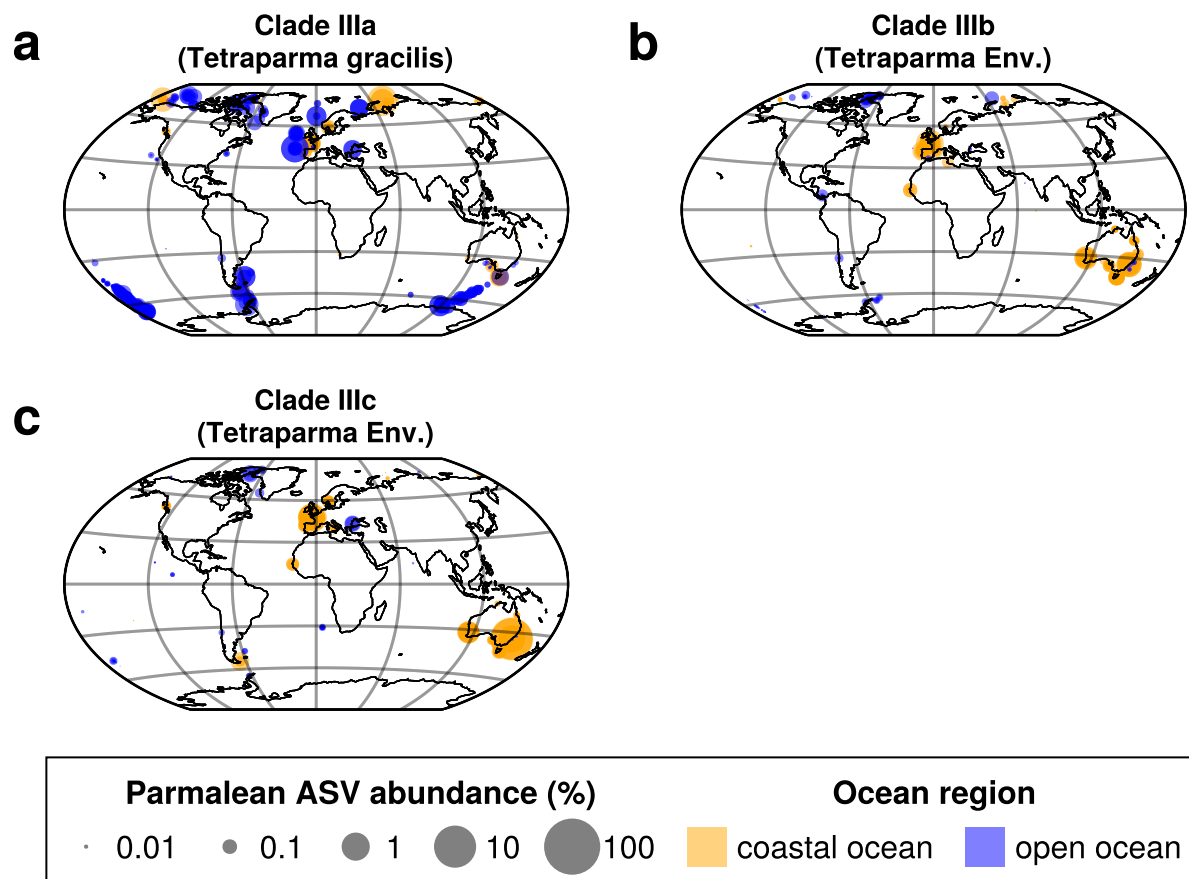 a
Clade IIIa
(Tetraparma gracilis)
b
Clade IIIb
(Tetraparma Env.)
c
Clade IIIc
(Tetraparma Env.)
Parmalean ASV abundance (%)
0.01 0.1 1 10 100
Ocean region
coastal ocean open ocean